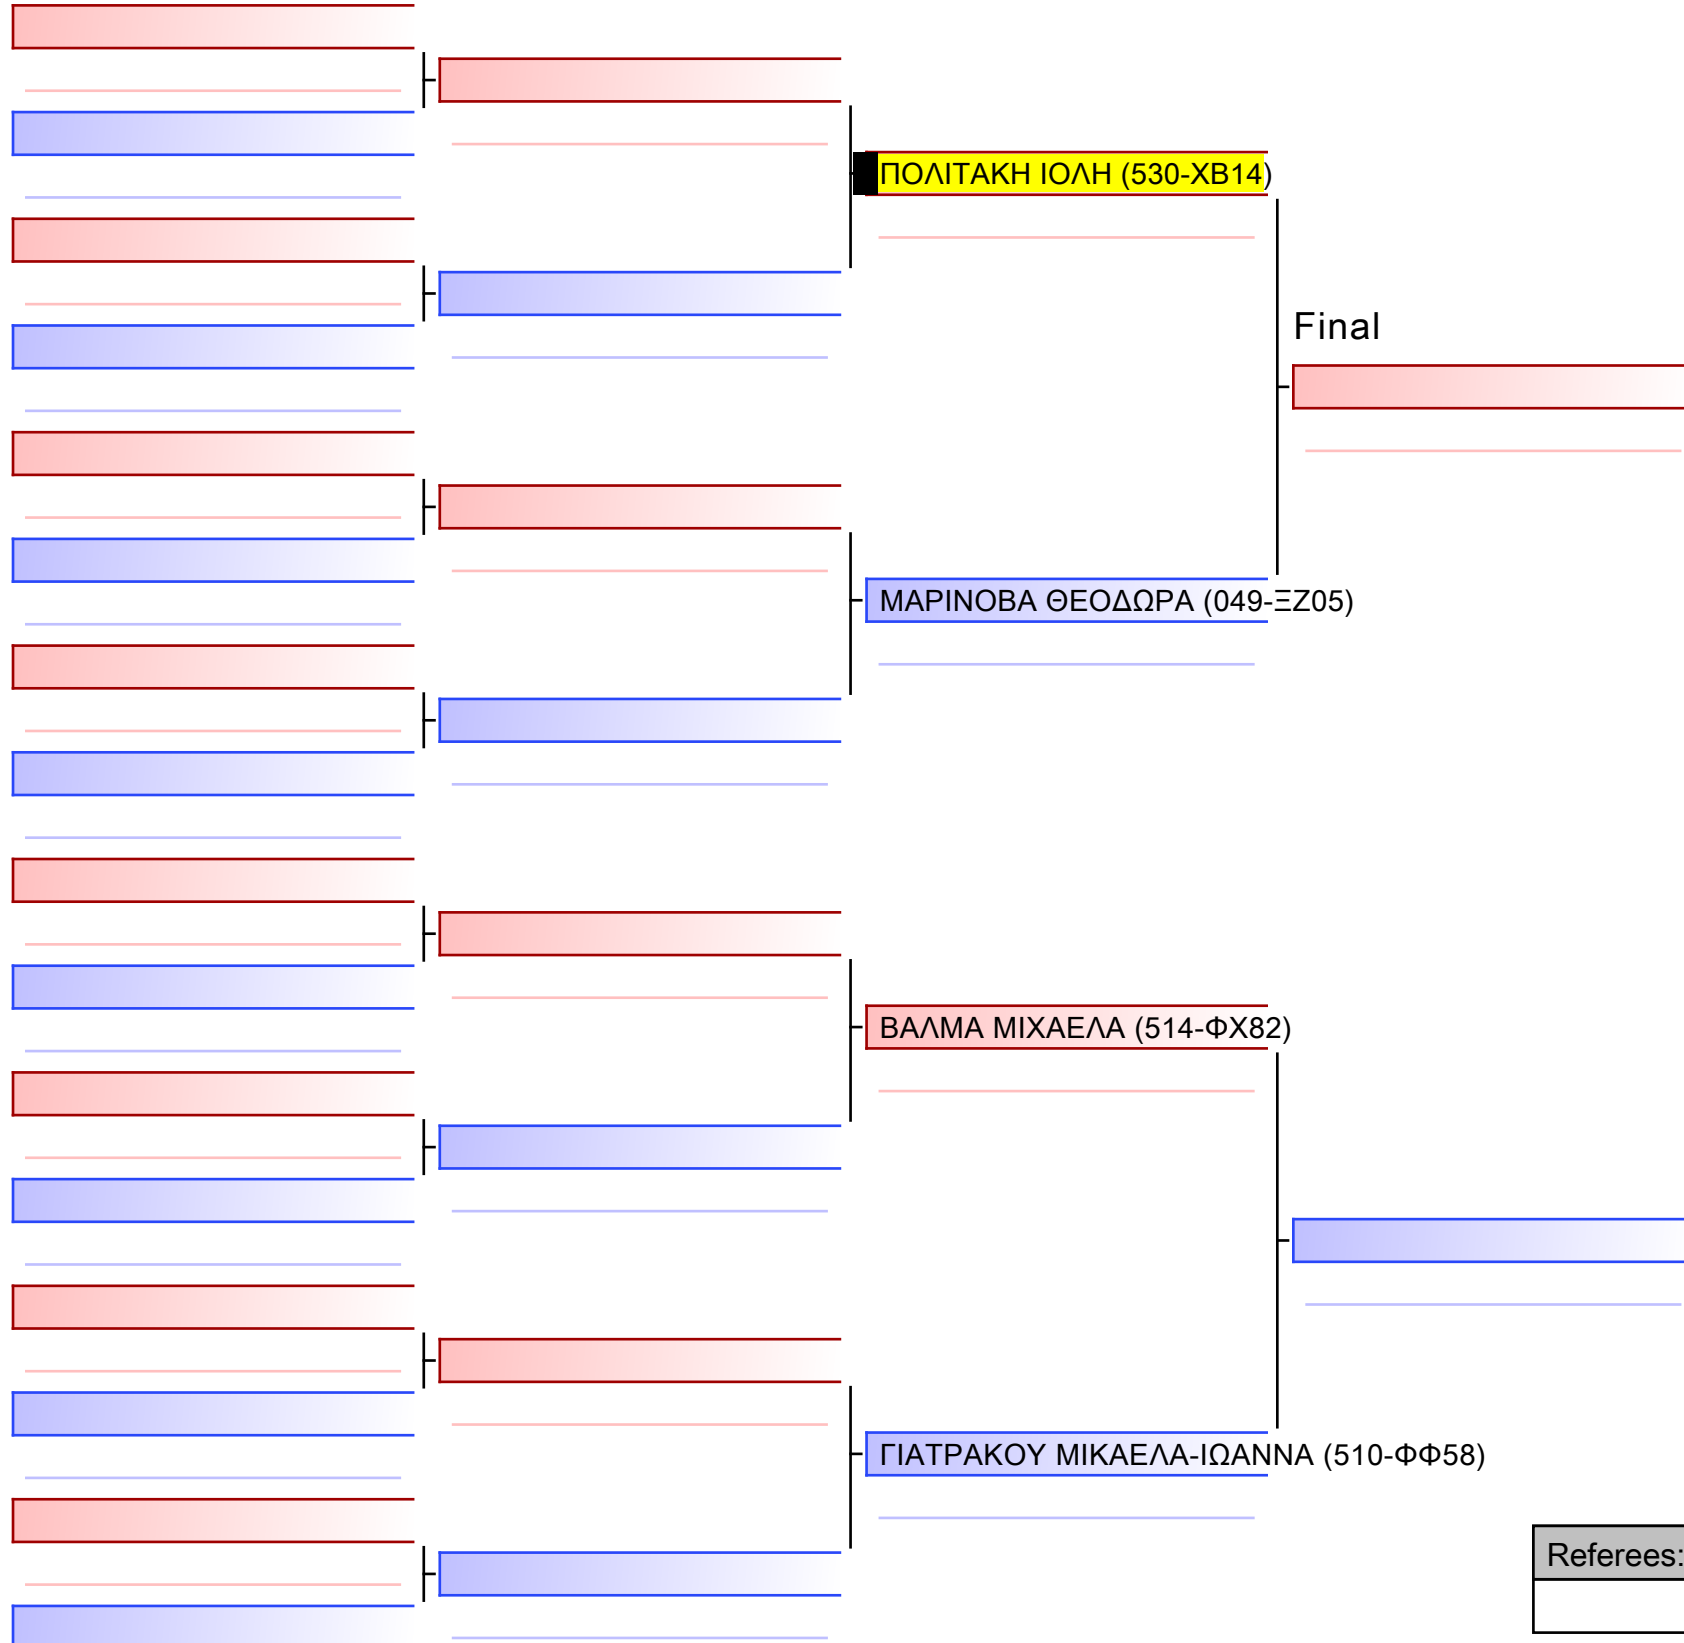 ΠΟΛΙΤΑΚΗ ΙΟΛΗ (530-ΧΒ14)
Final
ΜΑΡΙΝΟΒΑ ΘΕΟΔΩΡΑ (049-ΞΖ05)
ΒΑΛΜΑ ΜΙΧΑΕΛΑ (514-ΦΧ82)
ΓΙΑΤΡΑΚΟΥ ΜΙΚΑΕΛΑ-ΙΩΑΝΝΑ (510-ΦΦ58)
Referees: